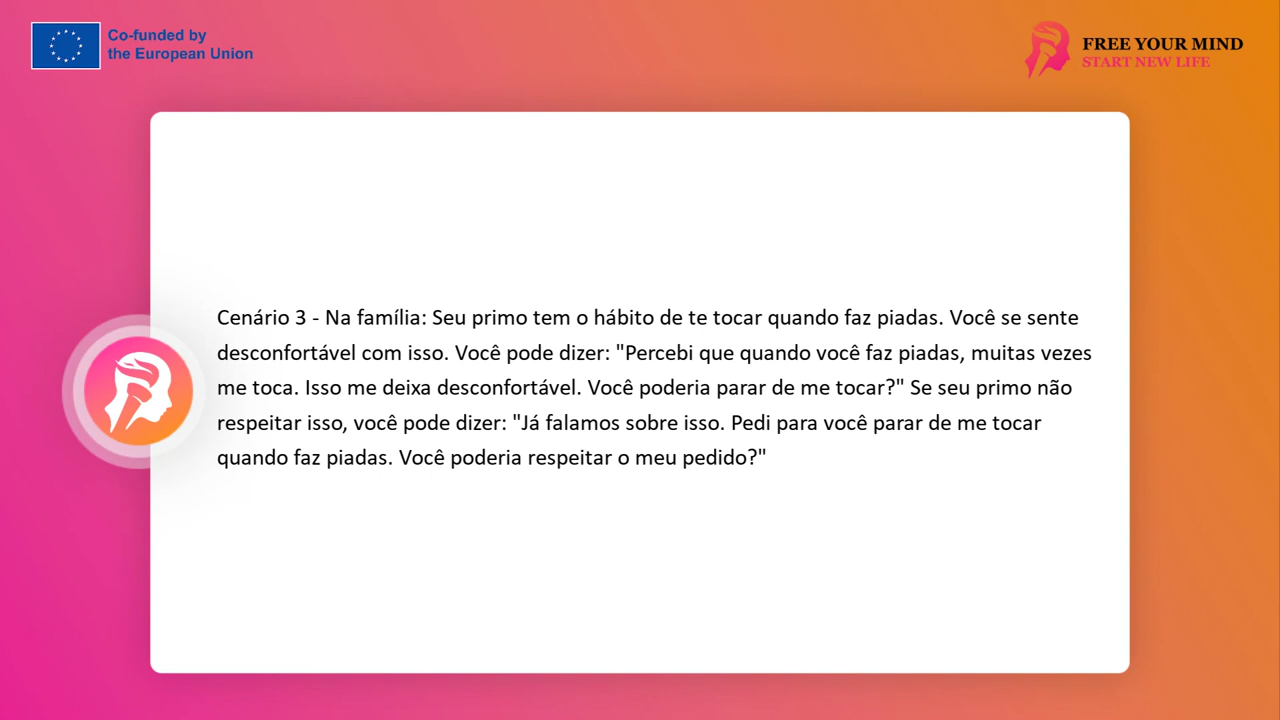 Co-funded by
the European Union
FREE YOUR MIND
START NEW LIFE
Cenário 3 - Na família: Seu primo tem o hábito de te tocar quando faz piadas. Você se sente
desconfortável com isso. Você pode dizer: "Percebi que quando você faz piadas, muitas vezes
me toca. Isso me deixa desconfortável. Você poderia parar de me tocar?" Se seu primo não
respeitar isso, você pode dizer: "Já falamos sobre isso. Pedi para você parar de me tocar
quando faz piadas. Você poderia respeitar o meu pedido?"